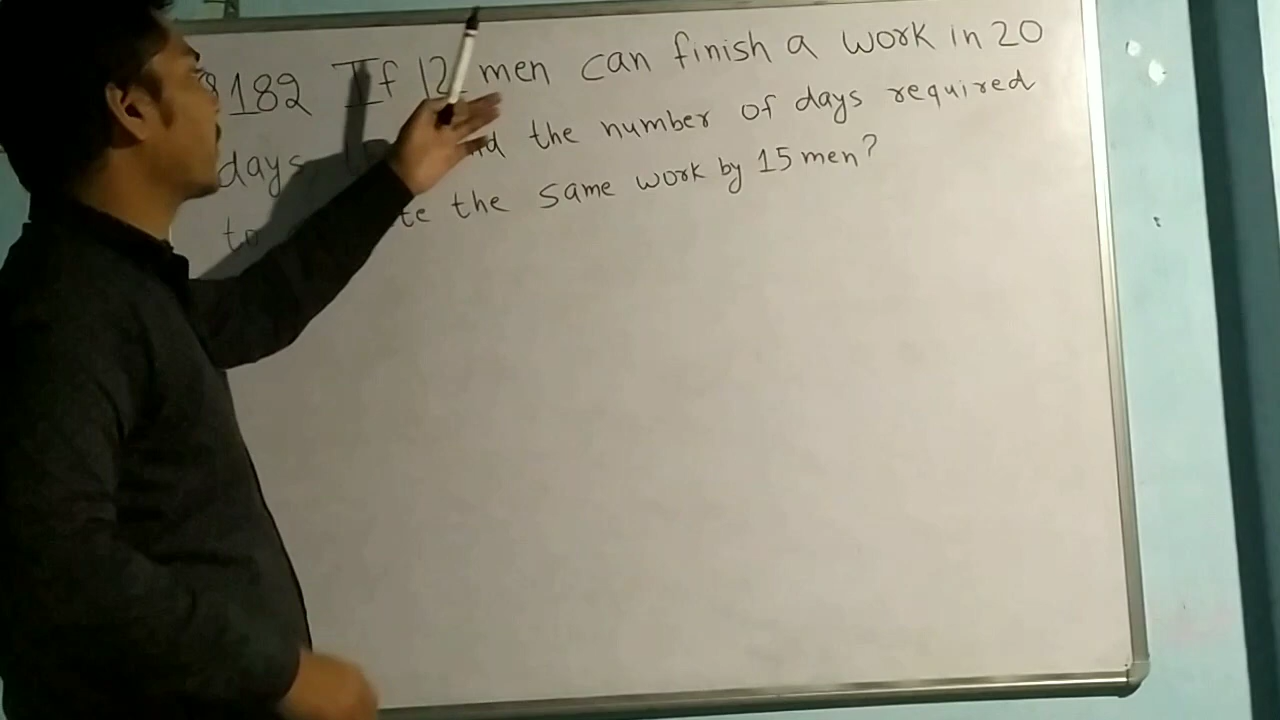 182 If 12 men can finish a work in 20
days the number of days required
to the same work by 15 men?